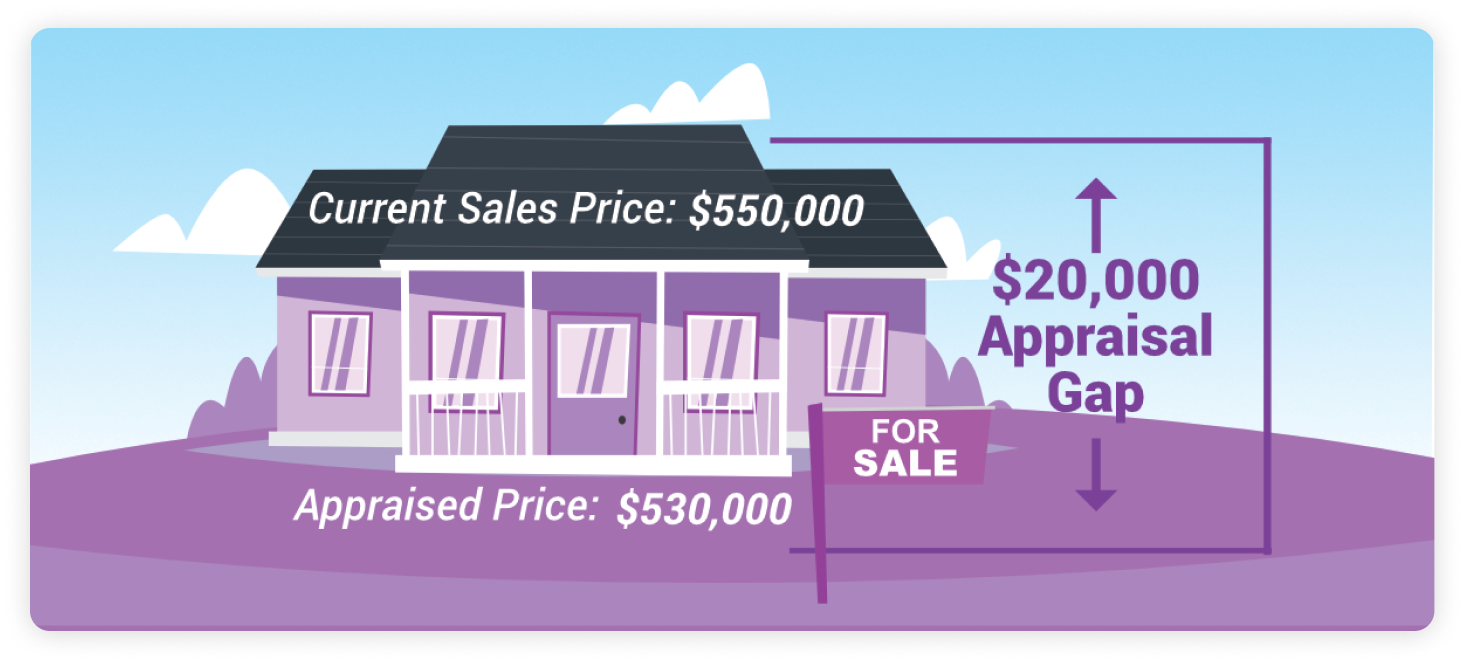 Current Sales Price: $550,000
$20,000
Appraisal
Gap
FOR
SALE
Appraised Price: $530,000